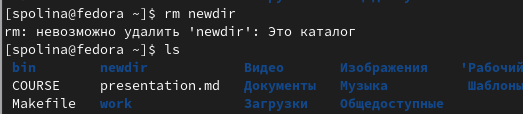 [spolina@fedora ~]$ rm newdir
rm: невозможно удалить 'newdir': Это каталог
[spolina@fedora ~]$ ls
bin newdir Видео Изображения 'Рабочий
COURSE presentation.md Документы Музыка Шаблоны
Makefile work Загрузки Общедоступные